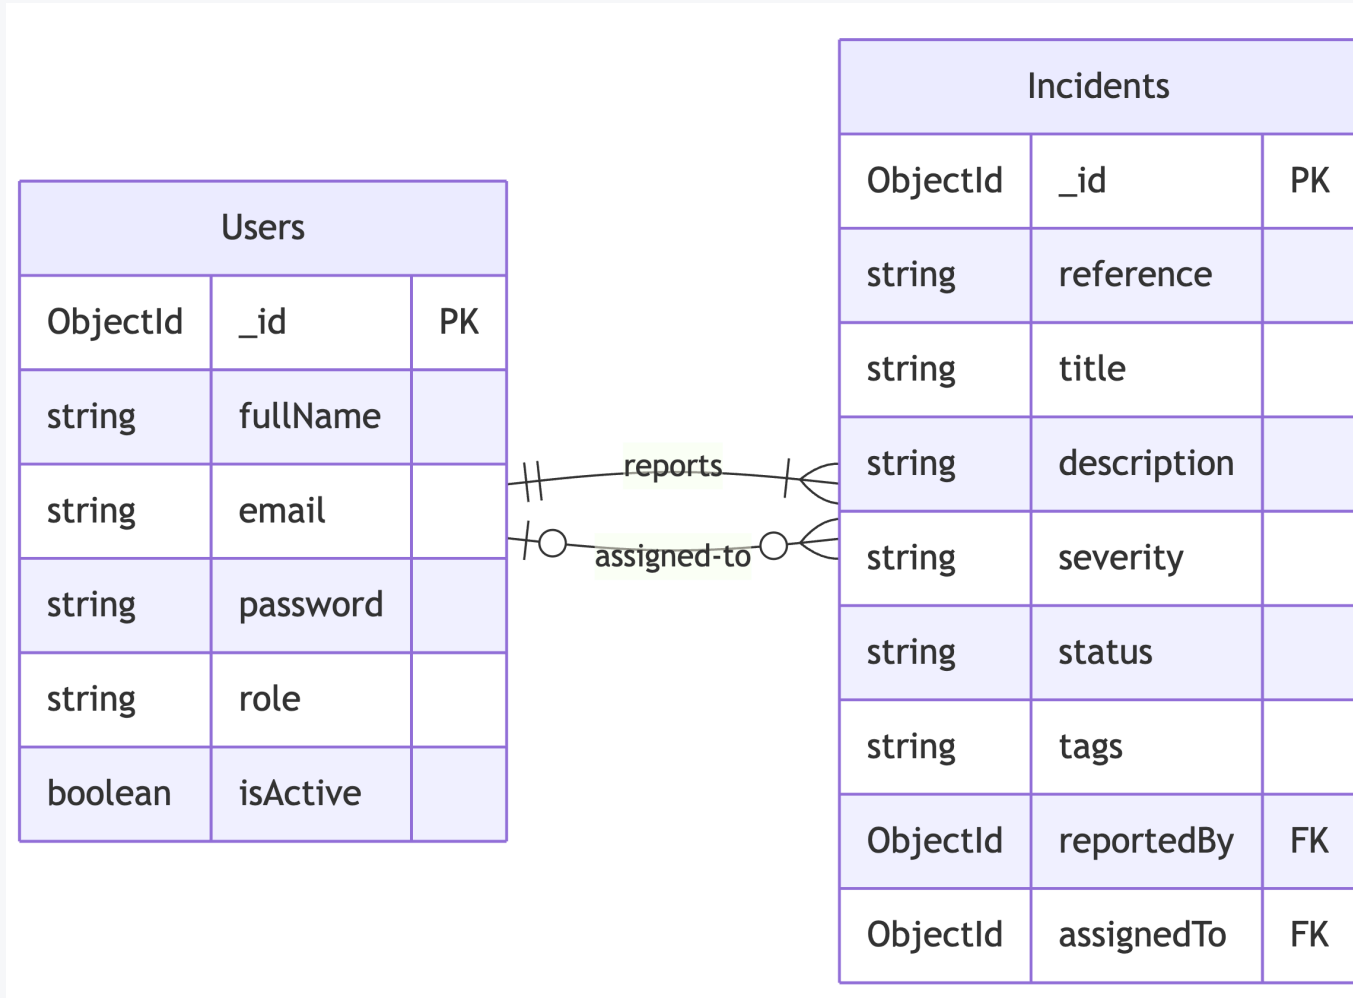 Users
ObjectId _id PK
string fullName
string email
string password
string role
boolean isActive
reports
assigned-to
Incidents
ObjectId _id PK
string reference
string title
string description
string severity
string status
string tags
ObjectId reportedBy FK
ObjectId assignedTo FK